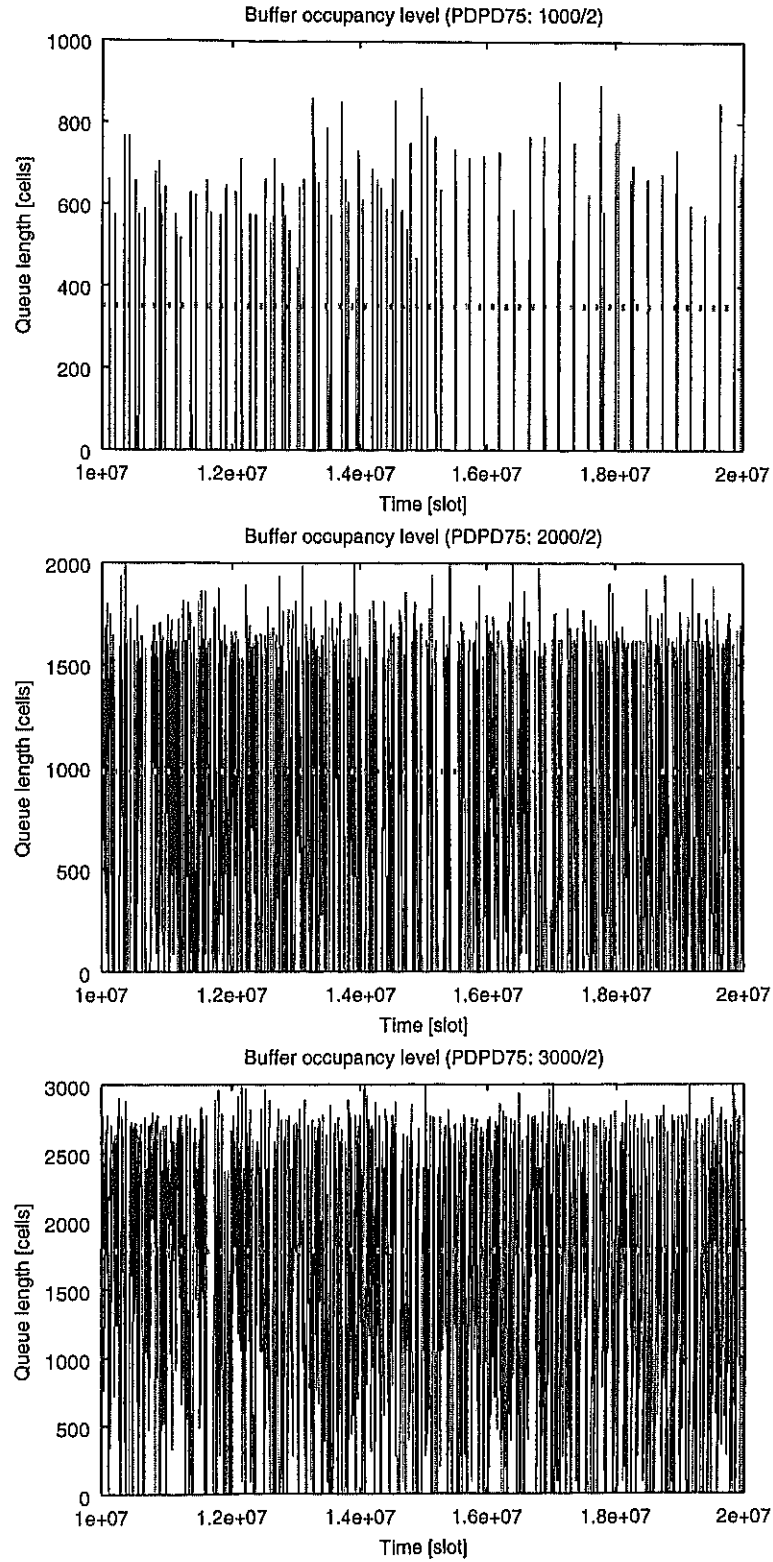 Buffer occupancy level (PDPD75: 1000/2)
1000
800
600
400
200
0
Queue length [cells]
1e+07 1.2e+07 1.4e+07 1.6e+07 1.8e+07 2e+07
Time [slot]
Buffer occupancy level (PDPD75: 2000/2)
2000
1500
1000
500
0
Queue length [cells]
1e+07 1.2e+07 1.4e+07 1.6e+07 1.8e+07 2e+07
Time [slot]
Buffer occupancy level (PDPD75: 3000/2)
3000
2500
2000
1500
1000
500
0
Queue length [cells]
1e+07 1.2e+07 1.4e+07 1.6e+07 1.8e+07 2e+07
Time [slot]